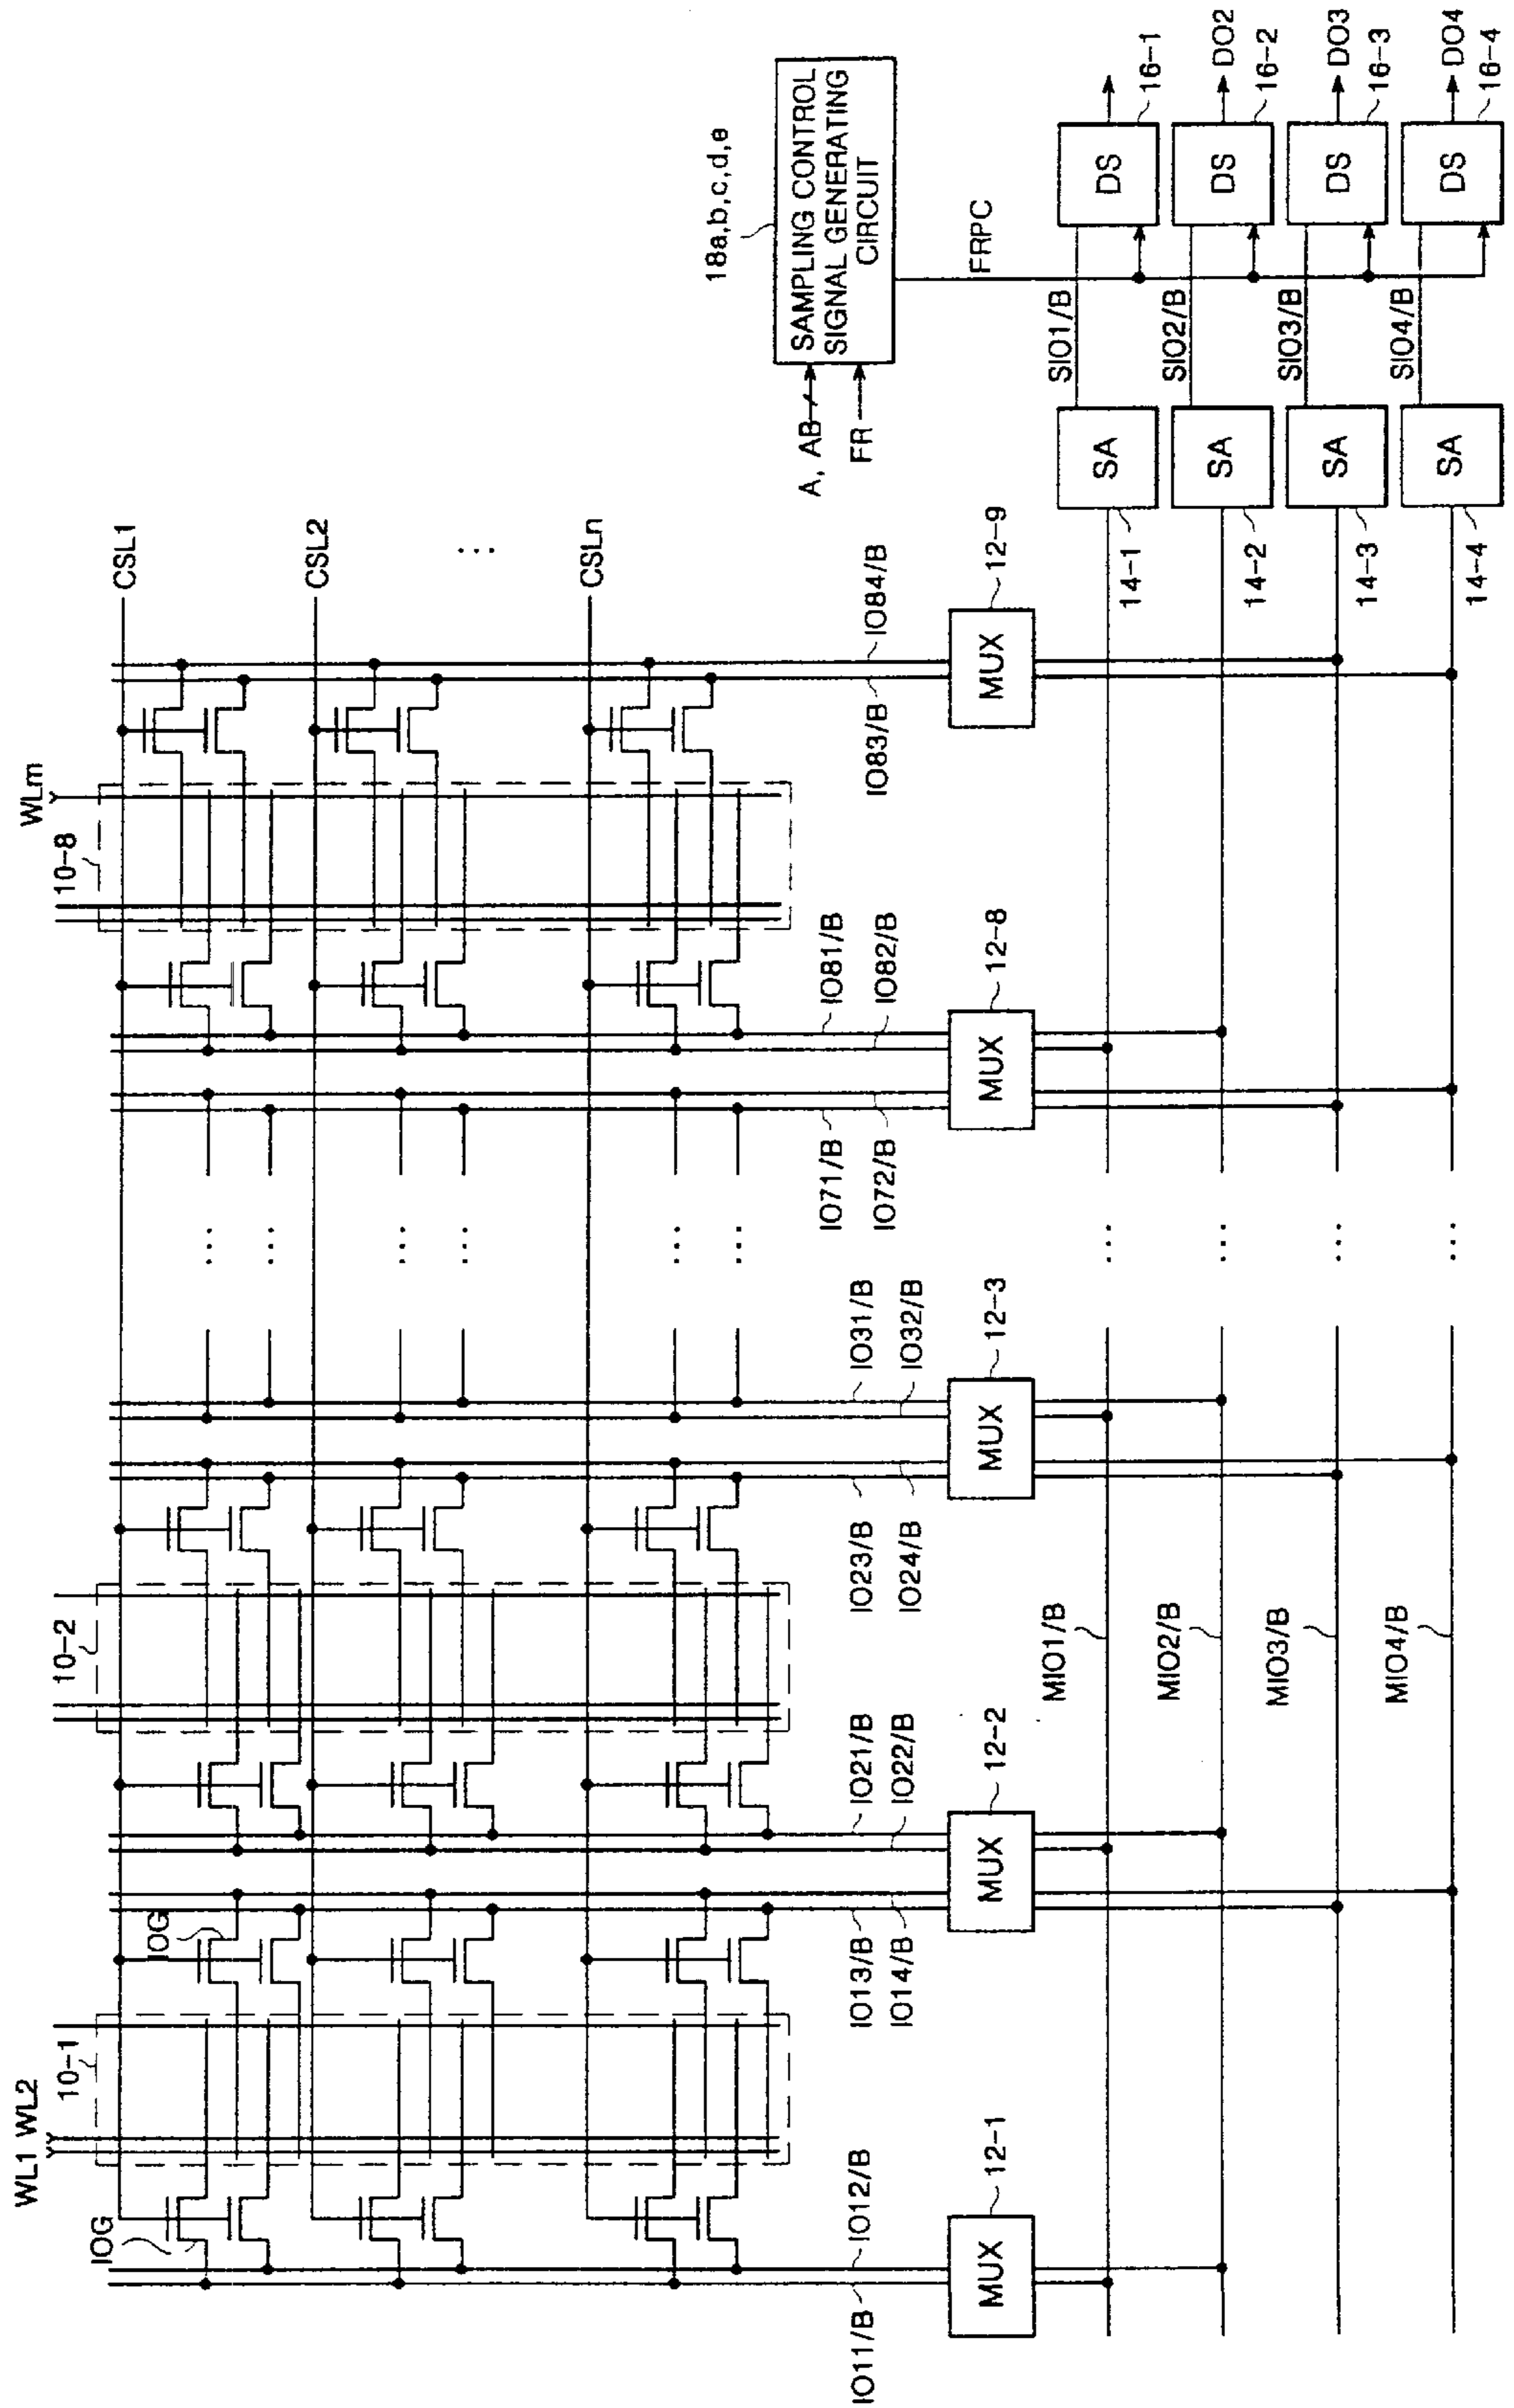 WL1 WL2
WLm
10-1
10-2
10-8
IOG
IOG
CSL1
CSL2
...
CSLn
... ...
... ...
... ...
IO11/B
IO12/B
IO13/B
IO14/B
IO21/B
IO22/B
IO23/B
IO24/B
IO31/B
IO32/B
IO71/B
IO72/B
IO81/B
IO82/B
IO83/B
IO84/B
MUX
12-1
MUX
12-2
MUX
12-3
MUX
12-8
MUX
12-9
18a,b,c,d,e
A, AB
FR
SAMPLING CONTROL
SIGNAL GENERATING
CIRCUIT
FRPC
MIO1/B
...
14-1
SA
SIO1/B
DS
16-1
MIO2/B
...
14-2
SA
SIO2/B
DS
DO2
16-2
MIO3/B
...
14-3
SA
SIO3/B
DS
DO3
16-3
MIO4/B
...
14-4
SA
SIO4/B
DS
DO4
16-4